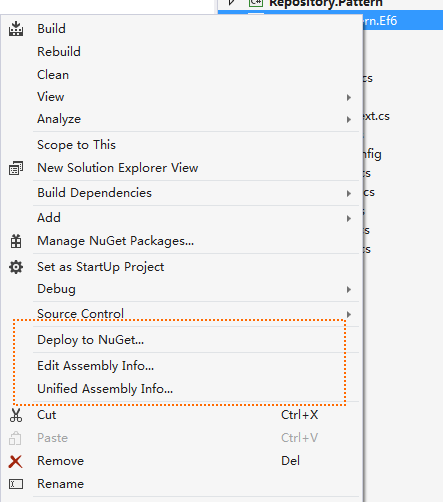 Repository.Pattern
Build
rn.Ef6
Rebuild
Clean
cs
View
Analyze
ext.cs
Scope to This
nfig
New Solution Explorer View
cs
Build Dependencies
cs
Add
s
Manage NuGet Packages...
cs
cs
Set as StartUp Project
Debug
Source Control
Deploy to NuGet...
Edit Assembly Info...
Unified Assembly Info...
Cut Ctrl+X
Paste Ctrl+V
Remove Del
Rename